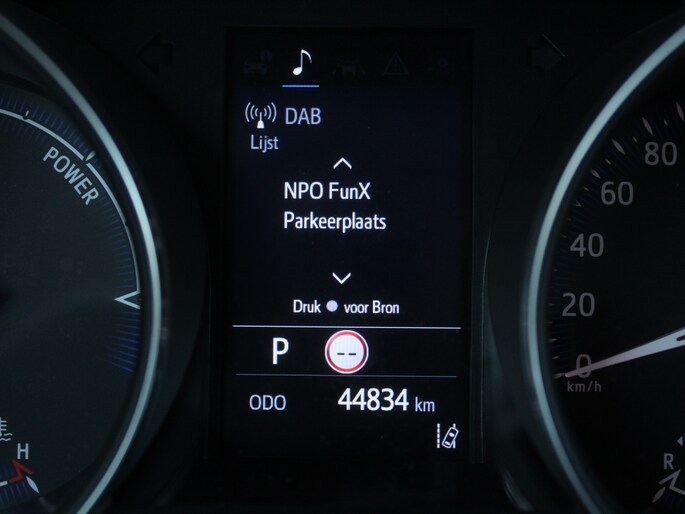 DAB
Lijst
NPO FunX
Parkeerplaats
Druk voor Bron
P
--
ODO 44834 km
POWER
H
80
60
40
20
0
km/h
R